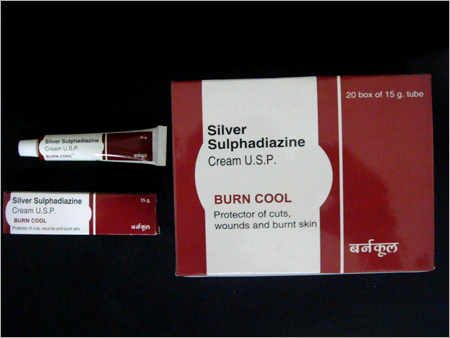 Silver Sulphadiazine
Cream U.S.P.
BURN COOL
15 g.
बर्नकूल
Silver Sulphadiazine
Cream U.S.P.
BURN COOL
Protector of cuts, wounds and burnt skin
15 g.
बर्नकूल
20 box of 15 g. tube
Silver
Sulphadiazine
Cream U.S.P.
BURN COOL
Protector of cuts,
wounds and burnt skin
बर्नकूल